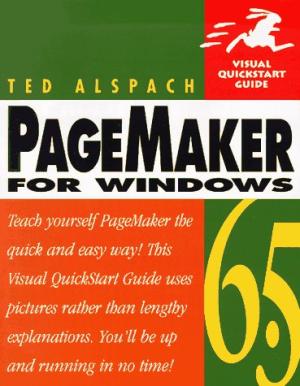 VISUAL
QUICKSTART
GUIDE
TED ALSPACH
PAGEMAKER
FOR WINDOWS
6.5
Teach yourself PageMaker the
quick and easy way! This
Visual QuickStart Guide uses
pictures rather than lengthy
explanations. You'll be up
and running in no time!